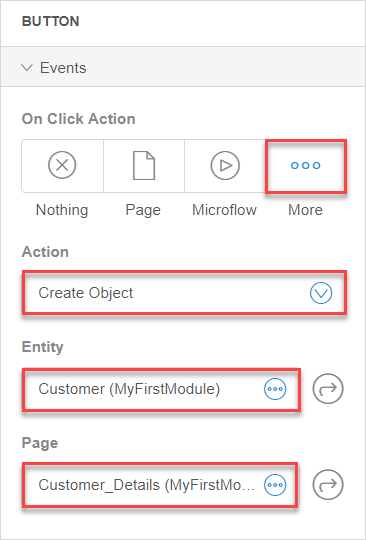 BUTTON
Events
On Click Action
Nothing Page Microflow More
Action
Create Object
Entity
Customer (MyFirstModule)
Page
Customer_Details (MyFirstMo...